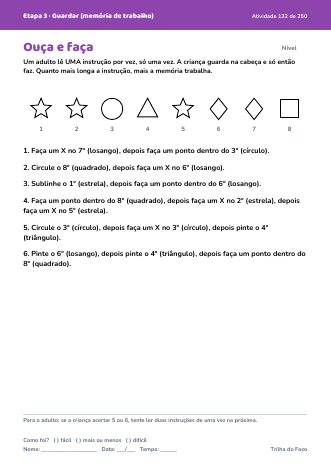 Etapa 3 · Guardar (memória de trabalho)
Atividade 132 de 250
Ouça e faça
Nível
Um adulto lê UMA instrução por vez, só uma vez. A criança guarda na cabeça e só então
faz. Quanto mais longa a instrução, mais a memória trabalha.
1 2 3 4 5 6 7 8
1. Faça um X no 7º (losango), depois faça um ponto dentro do 3º (círculo).
2. Circule o 8º (quadrado), depois faça um X no 6º (losango).
3. Sublinhe o 1º (estrela), depois faça um ponto dentro do 6º (losango).
4. Faça um ponto dentro do 8º (quadrado), depois faça um X no 2º (estrela), depois
faça um X no 5º (estrela).
5. Circule o 3º (círculo), depois faça um X no 3º (círculo), depois pinte o 4º
(triângulo).
6. Pinte o 6º (losango), depois pinte o 4º (triângulo), depois faça um ponto dentro do
8º (quadrado).
Para o adulto: se a criança acertar 5 ou 6, tente ler duas instruções de uma vez na próxima.
Como foi? ( ) fácil ( ) mais ou menos ( ) difícil
Nome: ____________________ Data: ___/___ Tempo: ______
Trilha do Foco